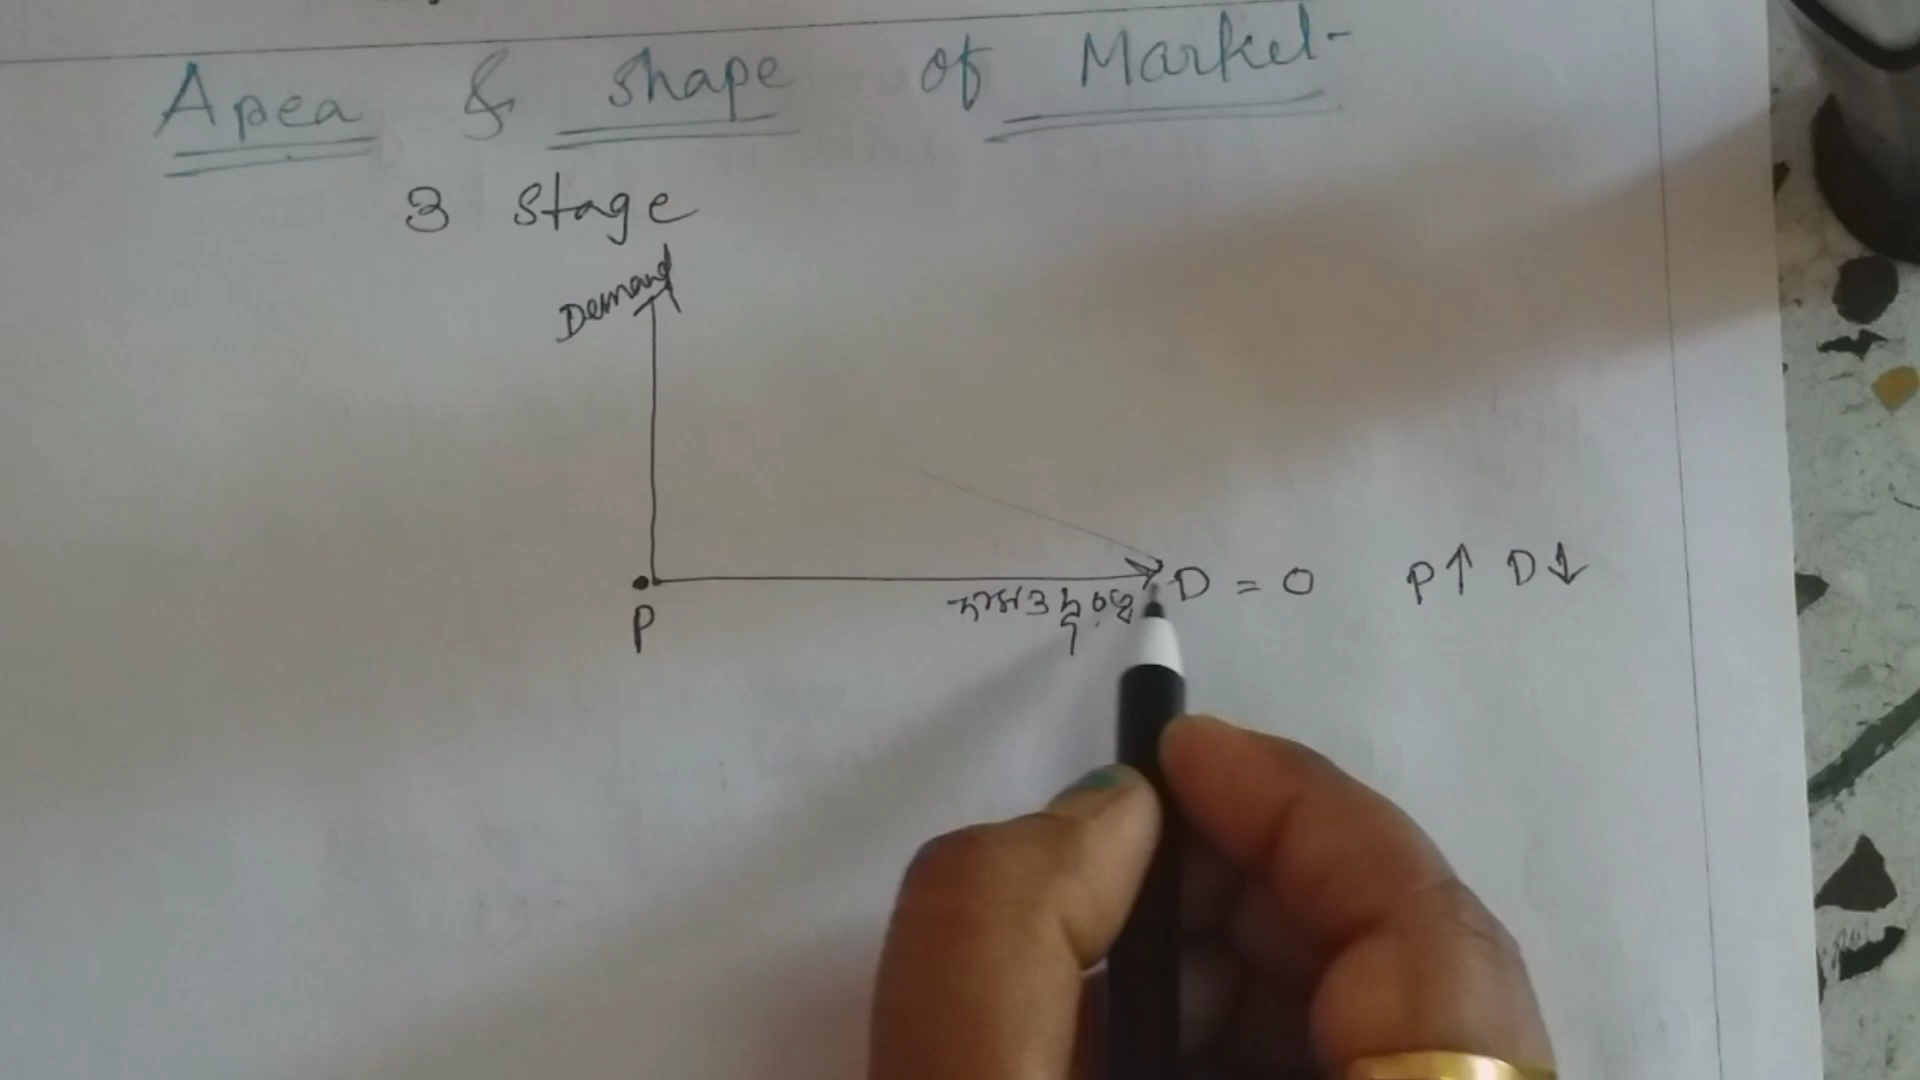 Area & Shape of Market-
3 Stage
Demand
D = 0 P↑ D↓
P